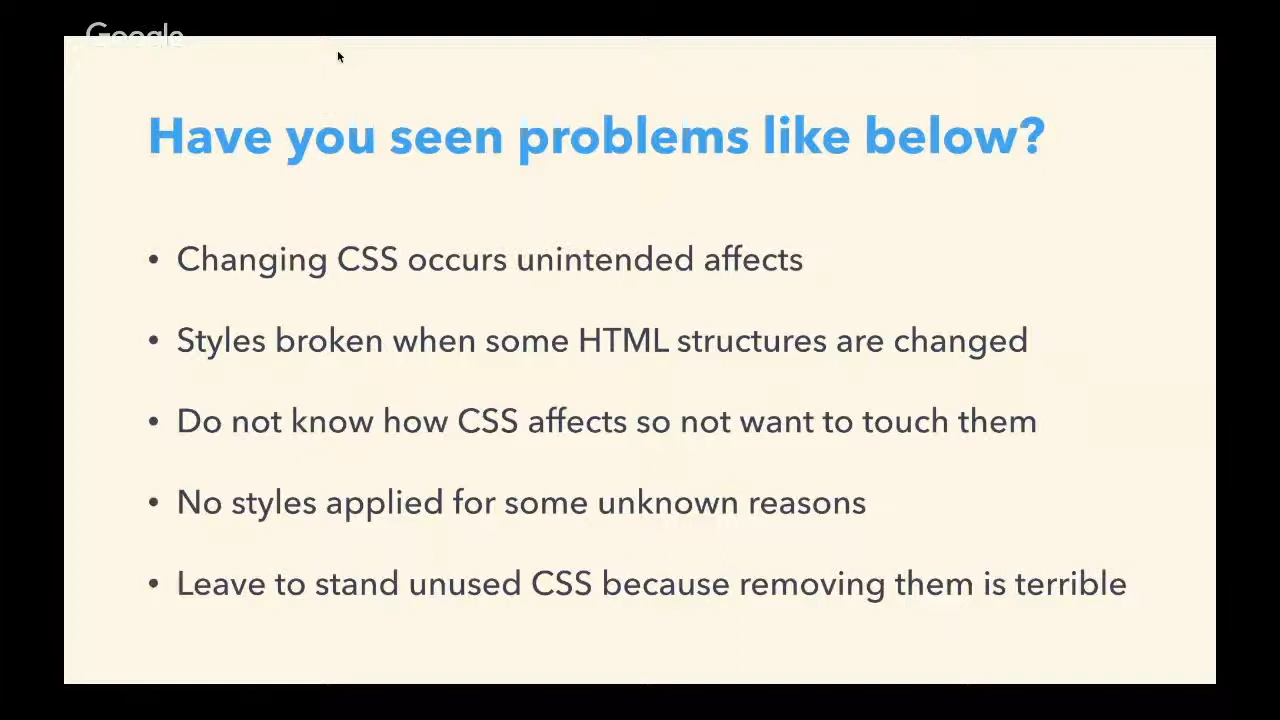 Google
Have you seen problems like below?
• Changing CSS occurs unintended affects
• Styles broken when some HTML structures are changed
• Do not know how CSS affects so not want to touch them
• No styles applied for some unknown reasons
• Leave to stand unused CSS because removing them is terrible